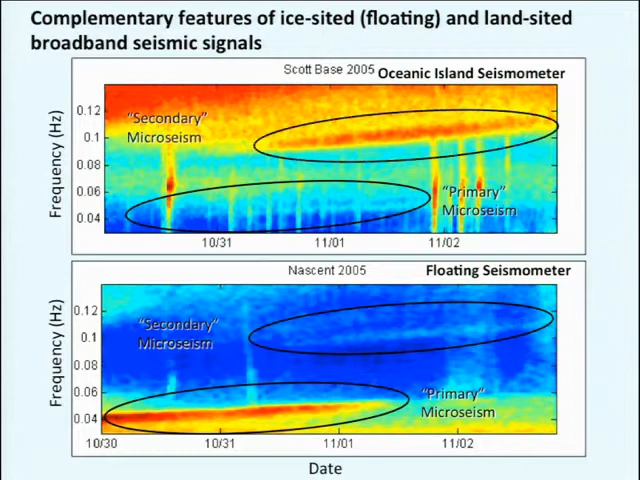 Complementary features of ice-sited (floating) and land-sited
broadband seismic signals
Scott Base 2005 Oceanic Island Seismometer
Frequency (Hz)
0.12
0.1
0.08
0.06
0.04
"Secondary"
Microseism
"Primary"
Microseism
10/31
11/01
11/02
Nascent 2005
Floating Seismometer
Frequency (Hz)
0.12
0.1
0.08
0.06
0.04
"Secondary"
Microseism
"Primary"
Microseism
10/30
10/31
11/01
11/02
Date